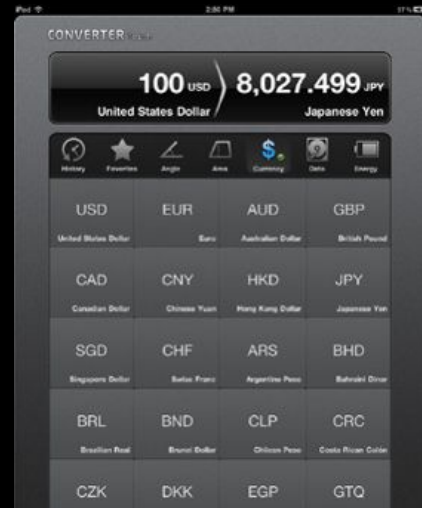 iPod 2:50 PM 57%
CONVERTER
100 USD 8,027.499 JPY
United States Dollar Japanese Yen
History Favorites Angle Area Currency Data Energy
USD EUR AUD GBP
United States Dollar Euro Australian Dollar British Pound
CAD CNY HKD JPY
Canadian Dollar Chinese Yuan Hong Kong Dollar Japanese Yen
SGD CHF ARS BHD
Singapore Dollar Swiss Franc Argentine Peso Bahraini Dinar
BRL BND CLP CRC
Brazilian Real Brunei Dollar Chilean Peso Costa Rican Colón
CZK DKK EGP GTQ